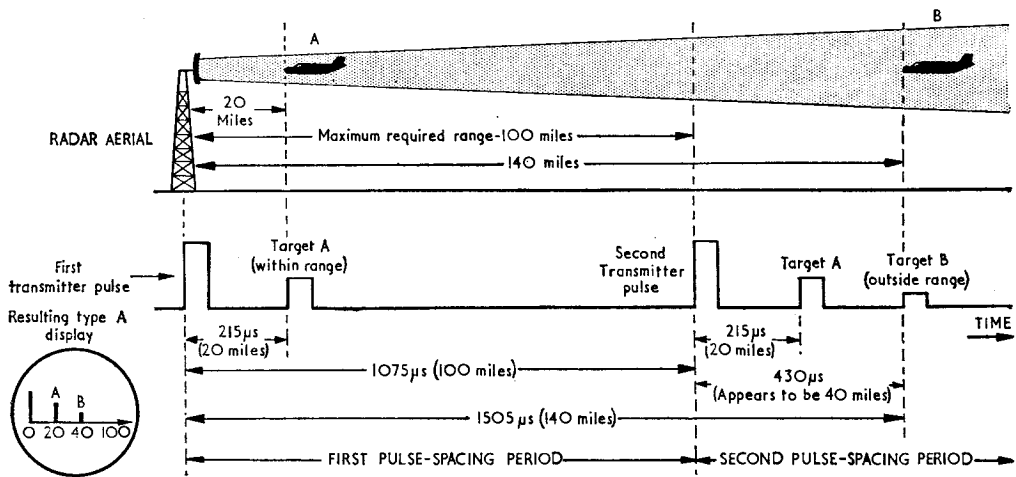 A
B
20
Miles
RADAR AERIAL
Maximum required range-100 miles
140 miles
First
transmitter pulse
Target A
(within range)
Second
Transmitter
pulse
Target A
Target B
(outside range)
Resulting type A
display
215µs
(20 miles)
215µs
(20 miles)
TIME
1075µs (100 miles)
430µs
(Appears to be 40 miles)
A
B
0 20 40 100
1505 µs (140 miles)
FIRST PULSE-SPACING PERIOD
SECOND PULSE-SPACING PERIOD